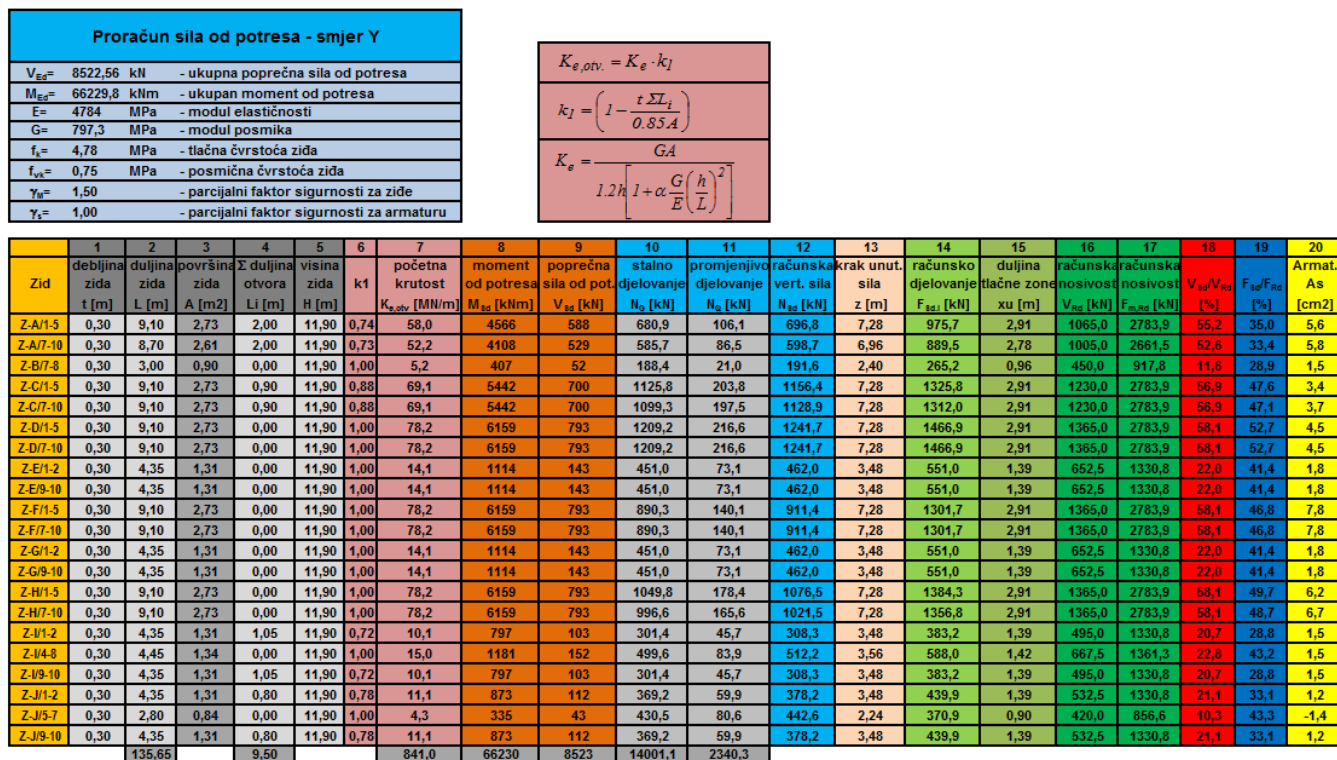 Proračun sila od potresa - smjer Y
V_Ed= 8522,56 kN - ukupna poprečna sila od potresa
M_Ed= 66229,8 kNm - ukupan moment od potresa
E= 4784 MPa - modul elastičnosti
G= 797,3 MPa - modul posmika
f_k= 4,78 MPa - tlačna čvrstoća ziđa
f_vk= 0,75 MPa - posmična čvrstoća ziđa
γ_M= 1,50 - parcijalni faktor sigurnosti za ziđe
γ_s= 1,00 - parcijalni faktor sigurnosti za armaturu
K_e,otv. = K_e · k_1
k_1 = (1 - t ΣL_i / 0.85A)
K_e = GA / 1.2h[1 + α G/E (h/L)^2]
1 2 3 4 5 6 7 8 9 10 11 12 13 14 15 16 17 18 19 20
Zid debljina duljina površina Σ duljina visina k1 početna moment poprečna stalno promjenjivo računska krak unut. računsko duljina računska računska V_Sd/V_Rd F_Sd/F_Rd Armat.
zida zida zida otvora zida krutost od potresa sila od pot. djelovanje djelovanje vert. sila sila djelovanje tlačne zone nosivost nosivost As
t [m] L [m] A [m2] Li [m] H [m] K_e,otv [MN/m] M_Sd [kNm] V_Sd [kN] N_G [kN] N_Q [kN] N_Sd [kN] z [m] F_Sd,i [kN] xu [m] V_Rd [kN] F_m,Rd [kN] [%] [%] [cm2]
Z-A/1-5 0,30 9,10 2,73 2,00 11,90 0,74 58,0 4566 588 680,9 106,1 696,8 7,28 975,7 2,91 1065,0 2783,9 55,2 35,0 5,6
Z-A/7-10 0,30 8,70 2,61 2,00 11,90 0,73 52,2 4108 529 585,7 86,5 598,7 6,96 889,5 2,78 1005,0 2661,5 52,6 33,4 5,8
Z-B/7-8 0,30 3,00 0,90 0,00 11,90 1,00 5,2 407 52 188,4 21,0 191,6 2,40 265,2 0,96 450,0 917,8 11,6 28,9 1,5
Z-C/1-5 0,30 9,10 2,73 0,90 11,90 0,88 69,1 5442 700 1125,8 203,8 1156,4 7,28 1325,8 2,91 1230,0 2783,9 56,9 47,6 3,4
Z-C/7-10 0,30 9,10 2,73 0,90 11,90 0,88 69,1 5442 700 1099,3 197,5 1128,9 7,28 1312,0 2,91 1230,0 2783,9 56,9 47,1 3,7
Z-D/1-5 0,30 9,10 2,73 0,00 11,90 1,00 78,2 6159 793 1209,2 216,6 1241,7 7,28 1466,9 2,91 1365,0 2783,9 58,1 52,7 4,5
Z-D/7-10 0,30 9,10 2,73 0,00 11,90 1,00 78,2 6159 793 1209,2 216,6 1241,7 7,28 1466,9 2,91 1365,0 2783,9 58,1 52,7 4,5
Z-E/1-2 0,30 4,35 1,31 0,00 11,90 1,00 14,1 1114 143 451,0 73,1 462,0 3,48 551,0 1,39 652,5 1330,8 22,0 41,4 1,8
Z-E/9-10 0,30 4,35 1,31 0,00 11,90 1,00 14,1 1114 143 451,0 73,1 462,0 3,48 551,0 1,39 652,5 1330,8 22,0 41,4 1,8
Z-F/1-5 0,30 9,10 2,73 0,00 11,90 1,00 78,2 6159 793 890,3 140,1 911,4 7,28 1301,7 2,91 1365,0 2783,9 58,1 46,8 7,8
Z-F/7-10 0,30 9,10 2,73 0,00 11,90 1,00 78,2 6159 793 890,3 140,1 911,4 7,28 1301,7 2,91 1365,0 2783,9 58,1 46,8 7,8
Z-G/1-2 0,30 4,35 1,31 0,00 11,90 1,00 14,1 1114 143 451,0 73,1 462,0 3,48 551,0 1,39 652,5 1330,8 22,0 41,4 1,8
Z-G/9-10 0,30 4,35 1,31 0,00 11,90 1,00 14,1 1114 143 451,0 73,1 462,0 3,48 551,0 1,39 652,5 1330,8 22,0 41,4 1,8
Z-H/1-5 0,30 9,10 2,73 0,00 11,90 1,00 78,2 6159 793 1049,8 178,4 1076,5 7,28 1384,3 2,91 1365,0 2783,9 58,1 49,7 6,2
Z-H/7-10 0,30 9,10 2,73 0,00 11,90 1,00 78,2 6159 793 996,6 165,6 1021,5 7,28 1356,8 2,91 1365,0 2783,9 58,1 48,7 6,7
Z-I/1-2 0,30 4,35 1,31 1,05 11,90 0,72 10,1 797 103 301,4 45,7 308,3 3,48 383,2 1,39 495,0 1330,8 20,7 28,8 1,5
Z-I/4-8 0,30 4,45 1,34 0,00 11,90 1,00 15,0 1181 152 499,6 83,9 512,2 3,56 588,0 1,42 667,5 1361,3 22,8 43,2 1,5
Z-I/9-10 0,30 4,35 1,31 1,05 11,90 0,72 10,1 797 103 301,4 45,7 308,3 3,48 383,2 1,39 495,0 1330,8 20,7 28,8 1,5
Z-J/1-2 0,30 4,35 1,31 0,80 11,90 0,78 11,1 873 112 369,2 59,9 378,2 3,48 439,9 1,39 532,5 1330,8 21,1 33,1 1,2
Z-J/5-7 0,30 2,80 0,84 0,00 11,90 1,00 4,3 335 43 430,5 80,6 442,6 2,24 370,9 0,90 420,0 856,6 10,3 43,3 -1,4
Z-J/9-10 0,30 4,35 1,31 0,80 11,90 0,78 11,1 873 112 369,2 59,9 378,2 3,48 439,9 1,39 532,5 1330,8 21,1 33,1 1,2
135,65 9,50 841,0 66230 8523 14001,1 2340,3